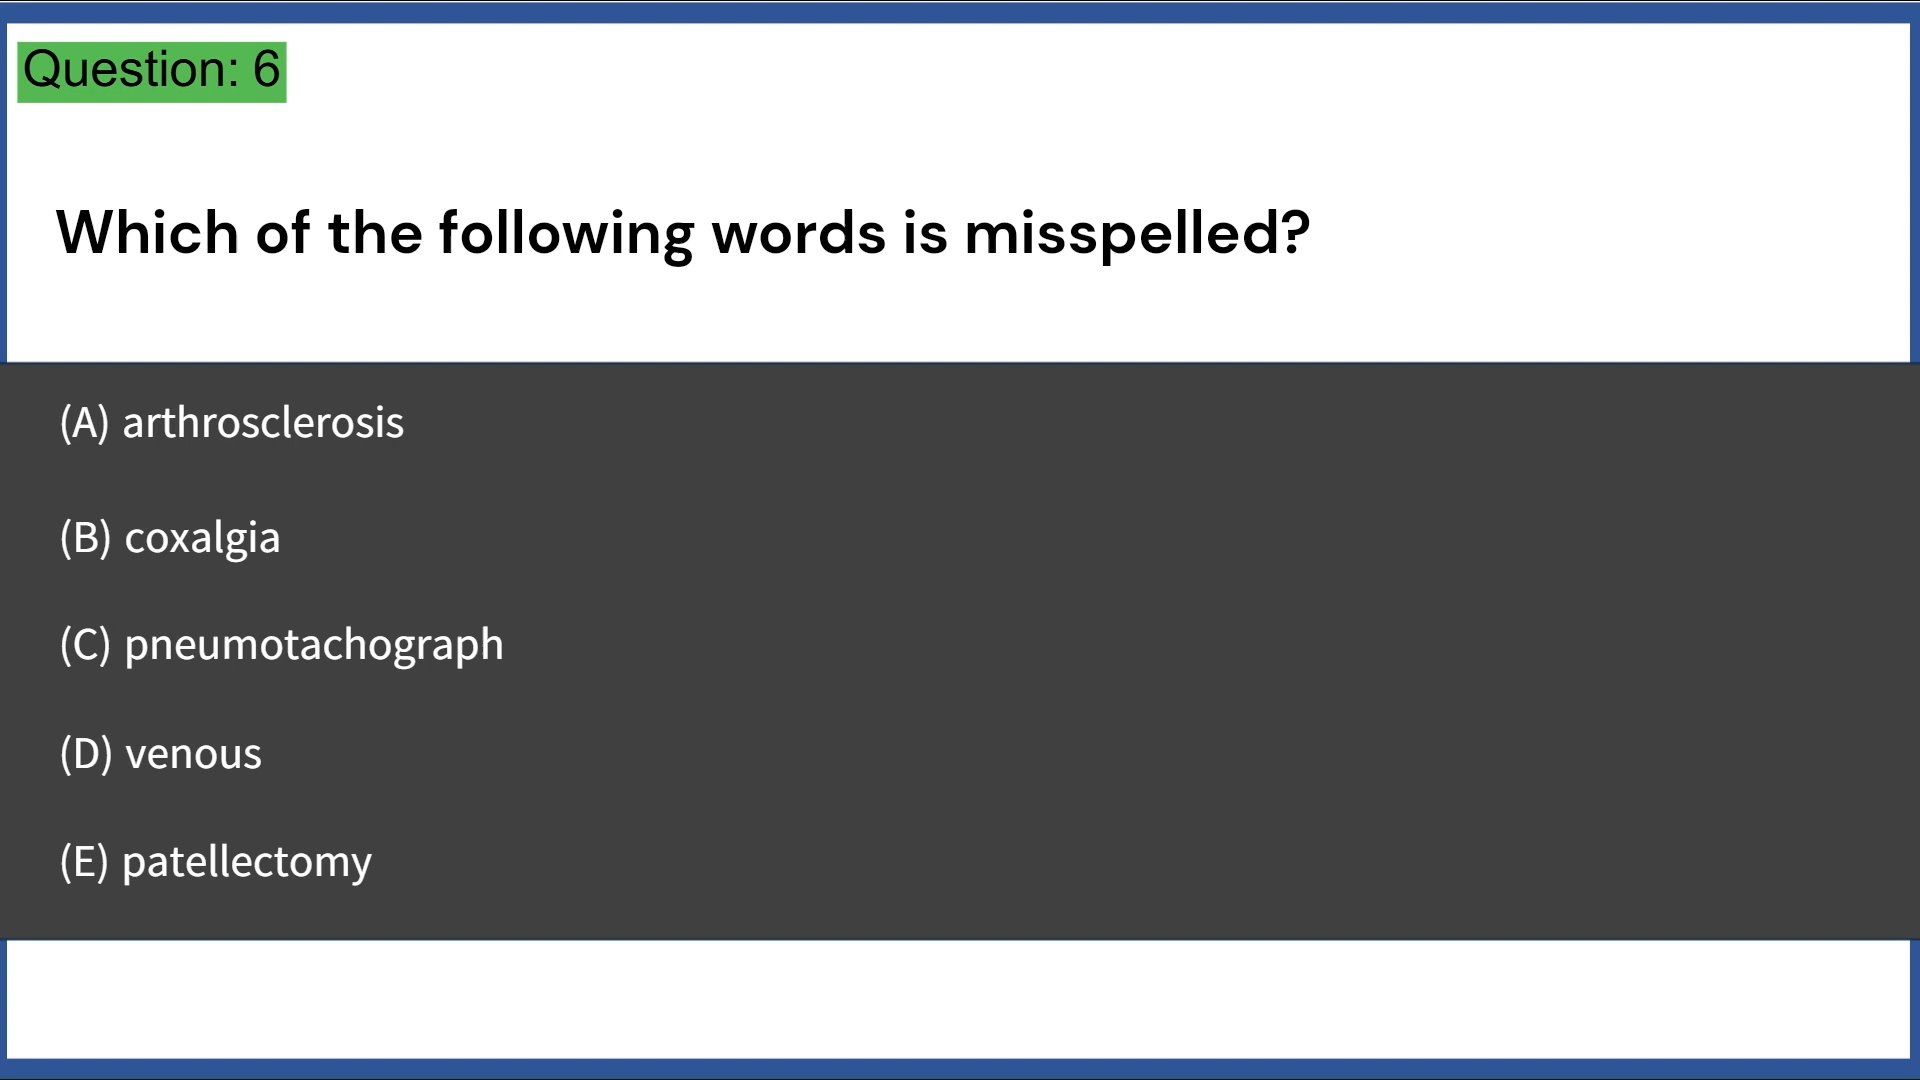 Question: 6
Which of the following words is misspelled?
(A) arthrosclerosis
(B) coxalgia
(C) pneumotachograph
(D) venous
(E) patellectomy